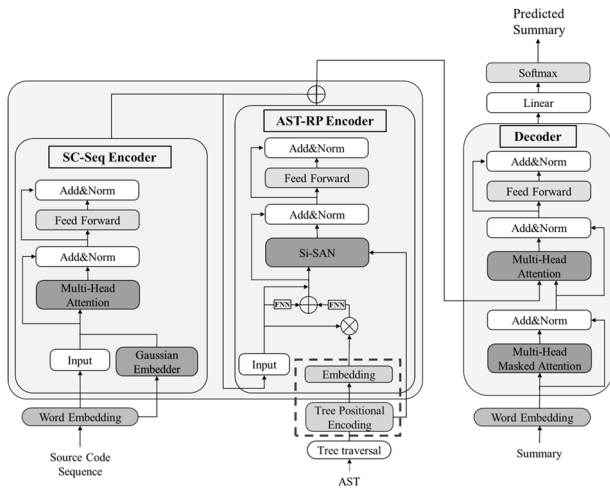 Predicted
Summary
Softmax
Linear
Decoder
Add&Norm
Feed Forward
Add&Norm
Multi-Head
Attention
Add&Norm
Multi-Head
Masked Attention
Word Embedding
Summary
AST-RP Encoder
Add&Norm
Feed Forward
Add&Norm
Si-SAN
FNN
FNN
Input
Embedding
Tree Positional
Encoding
Tree traversal
AST
SC-Seq Encoder
Add&Norm
Feed Forward
Add&Norm
Multi-Head
Attention
Input
Gaussian
Embedder
Word Embedding
Source Code
Sequence